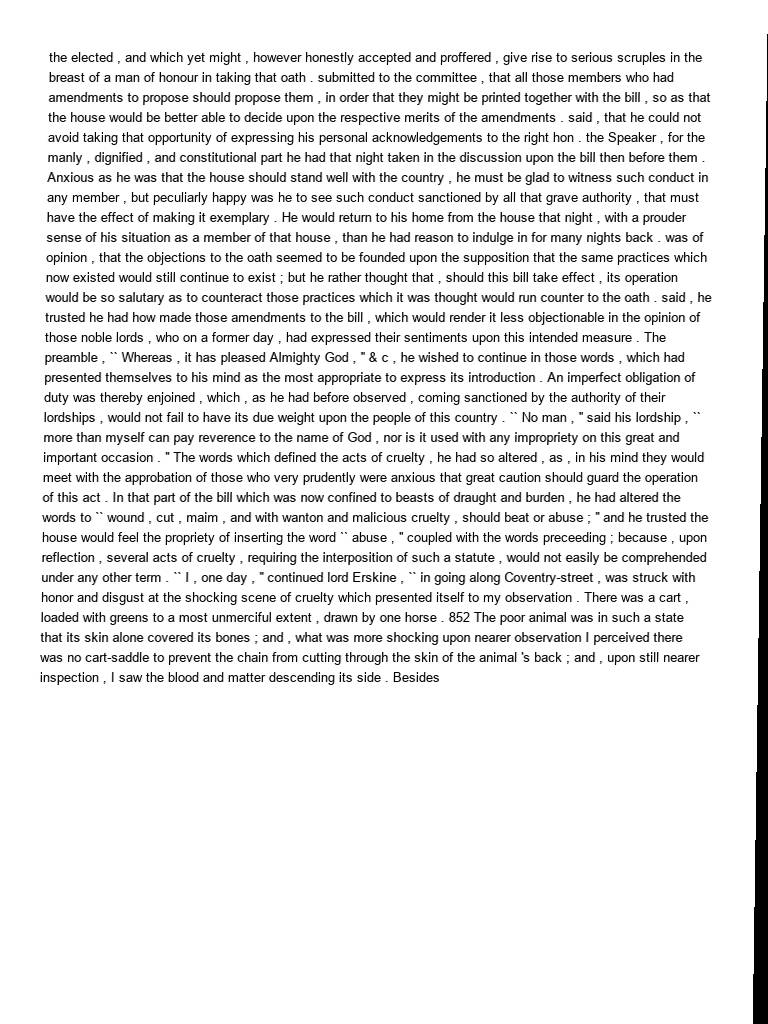 the elected , and which yet might , however honestly accepted and proffered , give rise to serious scruples in the
breast of a man of honour in taking that oath . submitted to the committee , that all those members who had
amendments to propose should propose them , in order that they might be printed together with the bill , so as that
the house would be better able to decide upon the respective merits of the amendments . said , that he could not
avoid taking that opportunity of expressing his personal acknowledgements to the right hon . the Speaker , for the
manly , dignified , and constitutional part he had that night taken in the discussion upon the bill then before them .
Anxious as he was that the house should stand well with the country , he must be glad to witness such conduct in
any member , but peculiarly happy was he to see such conduct sanctioned by all that grave authority , that must
have the effect of making it exemplary . He would return to his home from the house that night , with a prouder
sense of his situation as a member of that house , than he had reason to indulge in for many nights back . was of
opinion , that the objections to the oath seemed to be founded upon the supposition that the same practices which
now existed would still continue to exist ; but he rather thought that , should this bill take effect , its operation
would be so salutary as to counteract those practices which it was thought would run counter to the oath . said , he
trusted he had how made those amendments to the bill , which would render it less objectionable in the opinion of
those noble lords , who on a former day , had expressed their sentiments upon this intended measure . The
preamble , `` Whereas , it has pleased Almighty God , '' & c , he wished to continue in those words , which had
presented themselves to his mind as the most appropriate to express its introduction . An imperfect obligation of
duty was thereby enjoined , which , as he had before observed , coming sanctioned by the authority of their
lordships , would not fail to have its due weight upon the people of this country . `` No man , '' said his lordship , ``
more than myself can pay reverence to the name of God , nor is it used with any impropriety on this great and
important occasion . '' The words which defined the acts of cruelty , he had so altered , as , in his mind they would
meet with the approbation of those who very prudently were anxious that great caution should guard the operation
of this act . In that part of the bill which was now confined to beasts of draught and burden , he had altered the
words to `` wound , cut , maim , and with wanton and malicious cruelty , should beat or abuse ; '' and he trusted the
house would feel the propriety of inserting the word `` abuse , '' coupled with the words preceeding ; because , upon
reflection , several acts of cruelty , requiring the interposition of such a statute , would not easily be comprehended
under any other term . `` I , one day , '' continued lord Erskine , `` in going along Coventry-street , was struck with
honor and disgust at the shocking scene of cruelty which presented itself to my observation . There was a cart ,
loaded with greens to a most unmerciful extent , drawn by one horse . 852 The poor animal was in such a state
that its skin alone covered its bones ; and , what was more shocking upon nearer observation I perceived there
was no cart-saddle to prevent the chain from cutting through the skin of the animal 's back ; and , upon still nearer
inspection , I saw the blood and matter descending its side . Besides